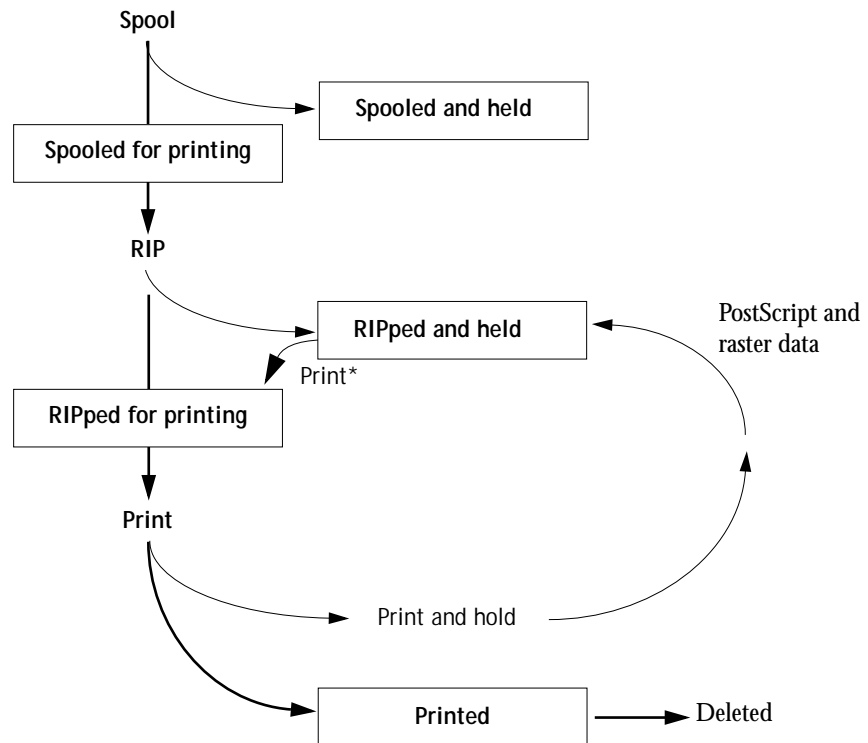 Spool
Spooled and held
Spooled for printing
RIP
RIPped and held
PostScript and
raster data
Print*
RIPped for printing
Print
Print and hold
Printed
Deleted